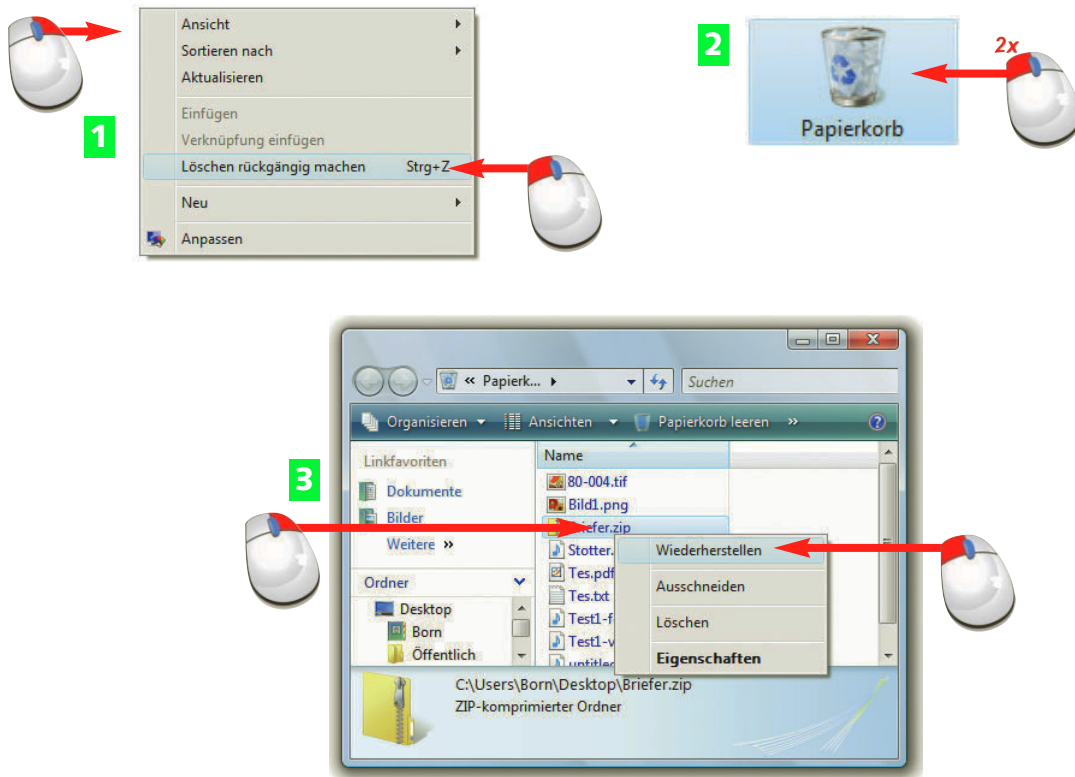 1
Ansicht
Sortieren nach
Aktualisieren
Einfügen
Verknüpfung einfügen
Löschen rückgängig machen Strg+Z
Neu
Anpassen
2
2x
Papierkorb
3
« Papierk...
Suchen
Organisieren Ansichten Papierkorb leeren »
?
Linkfavoriten
Dokumente
Bilder
Weitere »
Ordner
Desktop
Born
Öffentlich
Name
80-004.tif
Bild1.png
Briefer.zip
Stotter.
Tes.pdf
Tes.txt
Test1-f
Test1-v
untitled
Wiederherstellen
Ausschneiden
Löschen
Eigenschaften
C:\Users\Born\Desktop\Briefer.zip
ZIP-komprimierter Ordner